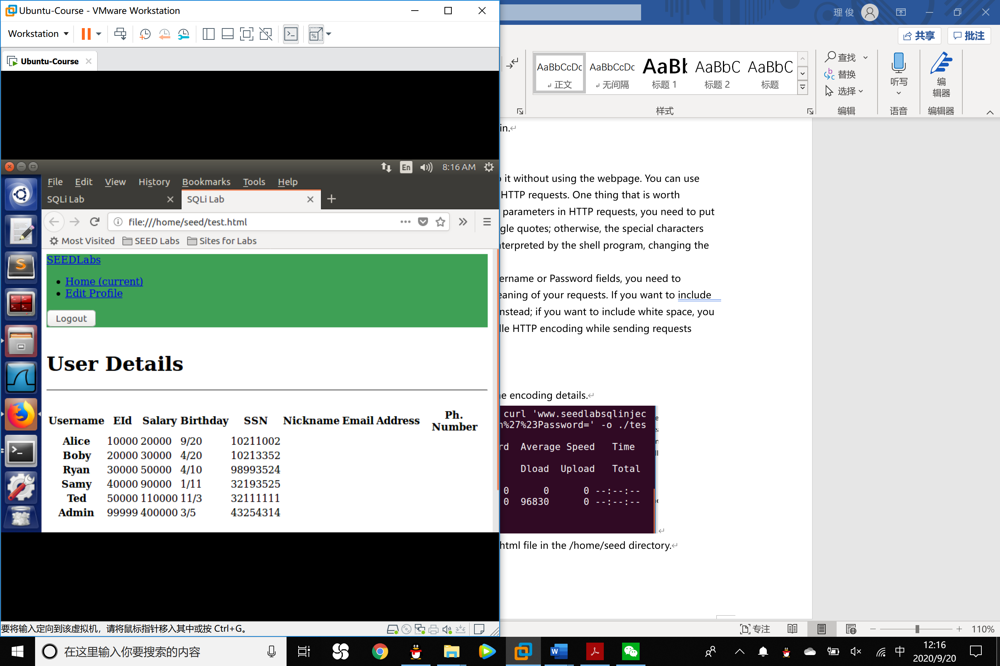 Ubuntu-Course - VMware Workstation
Workstation
Ubuntu-Course
En
8:16 AM
File Edit View History Bookmarks Tools Help
SQLi Lab
SQLi Lab
file:///home/seed/test.html
Most Visited
SEED Labs
Sites for Labs
SEEDLabs
Home (current)
Edit Profile
Logout
User Details
Username EId Salary Birthday SSN Nickname Email Address Ph. Number
Alice 10000 20000 9/20 10211002
Boby 20000 30000 4/20 10213352
Ryan 30000 50000 4/10 98993524
Samy 40000 90000 1/11 32193525
Ted 50000 110000 11/3 32111111
Admin 99999 400000 3/5 43254314
要将输入定向到该虚拟机，请将鼠标指针移入其中或按 Ctrl+G。
理 俊
共享
批注
AaBbCcDc AaBbCcDc AaBl AaBbC AaBbC
正文 无间隔 标题 1 标题 2 标题
样式
查找
替换
选择
编辑
听写
语音
编
辑器
编辑器
in.
it without using the webpage. You can use
HTTP requests. One thing that is worth
parameters in HTTP requests, you need to put
gle quotes; otherwise, the special characters
nterpreted by the shell program, changing the
ername or Password fields, you need to
eaning of your requests. If you want to include
nstead; if you want to include white space, you
lle HTTP encoding while sending requests
e encoding details.
curl 'www.seedlabsqlinjec
n%27%23Password=' -o ./tes
rd Average Speed Time
Dload Upload Total
0 0 0 --:--:--
0 96830 0 --:--:--
html file in the /home/seed directory.
专注
110%
在这里输入你要搜索的内容
中
12:16
2020/9/20